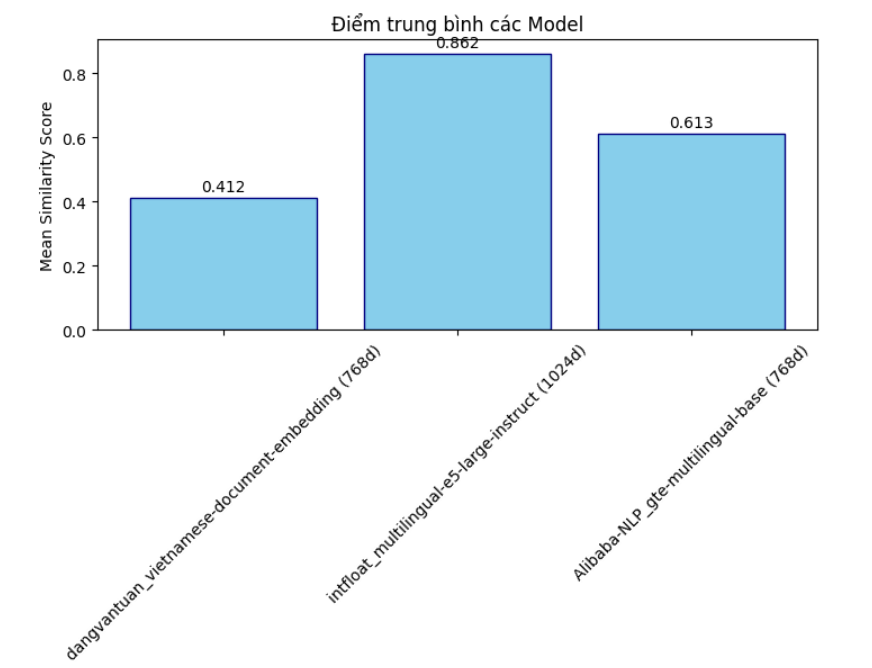 Điểm trung bình các Model
Mean Similarity Score
0.8
0.6
0.4
0.2
0.0
0.412
0.862
0.613
dangvantuan_vietnamese-document-embedding (768d)
intfloat_multilingual-e5-large-instruct (1024d)
Alibaba-NLP_gte-multilingual-base (768d)